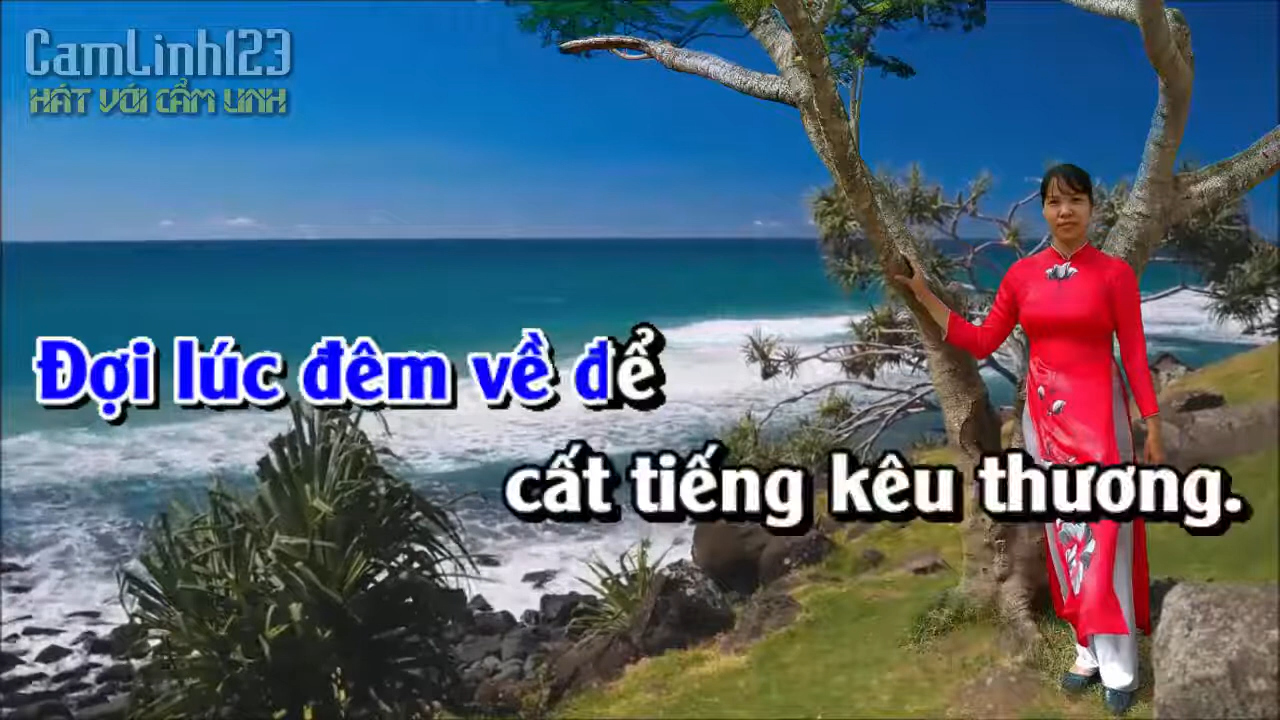 CamLinh123
HÁT VỚI CẨM LINH
Đợi lúc đêm về để
cất tiếng kêu thương.